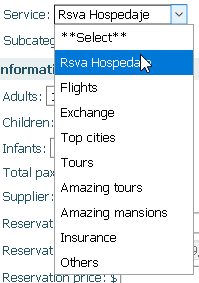 Service: Rsva Hospedaje
Subcateg
**Select**
Rsva Hospedaje
nformati
Flights
Adults:
Exchange
Children:
Top cities
Infants:
Tours
Total pax
Amazing tours
Supplier:
Amazing mansions
Reservat
Insurance
Reservat
Others
Reservation price: $